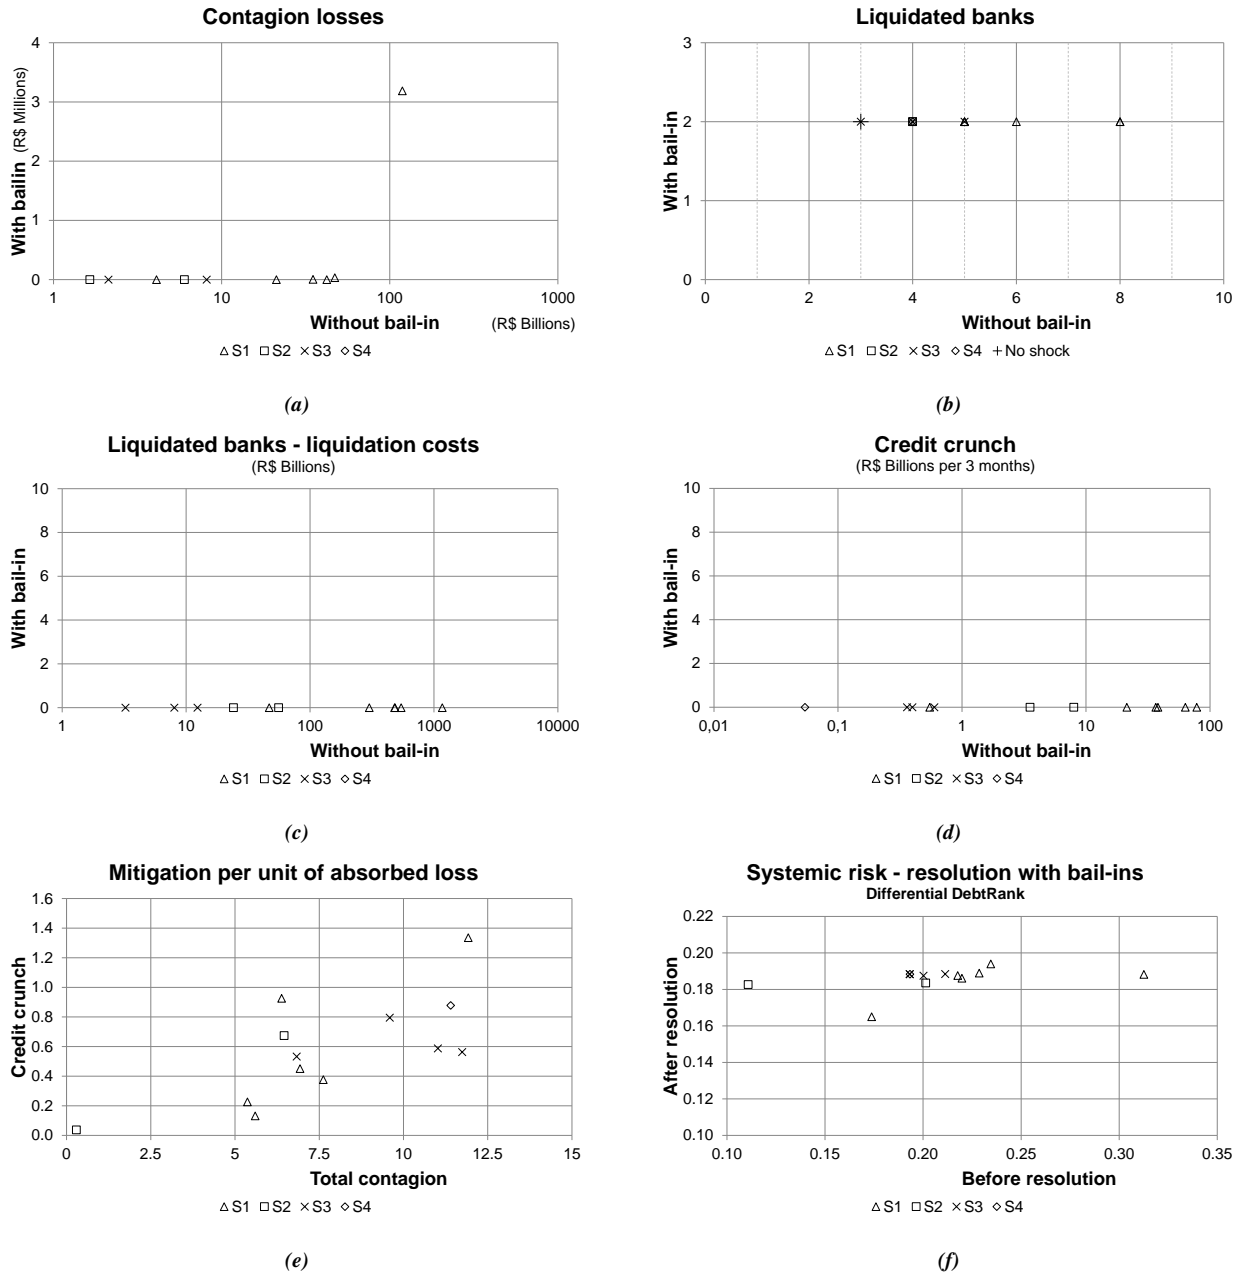 Contagion losses
4
3
2
1
0
With bailin (R$ Millions)
1 10 100 1000
Without bail-in (R$ Billions)
S1 S2 S3 S4
(a)
Liquidated banks
3
2
1
0
With bail-in
0 2 4 6 8 10
Without bail-in
S1 S2 S3 S4 No shock
(b)
Liquidated banks - liquidation costs
(R$ Billions)
10
8
6
4
2
0
With bail-in
1 10 100 1000 10000
Without bail-in
S1 S2 S3 S4
(c)
Credit crunch
(R$ Billions per 3 months)
10
8
6
4
2
0
With bail-in
0,01 0,1 1 10 100
Without bail-in
S1 S2 S3 S4
(d)
Mitigation per unit of absorbed loss
1.6
1.4
1.2
1.0
0.8
0.6
0.4
0.2
0.0
Credit crunch
0 2.5 5 7.5 10 12.5 15
Total contagion
S1 S2 S3 S4
(e)
Systemic risk - resolution with bail-ins
Differential DebtRank
0.22
0.20
0.18
0.16
0.14
0.12
0.10
After resolution
0.10 0.15 0.20 0.25 0.30 0.35
Before resolution
S1 S2 S3 S4
(f)